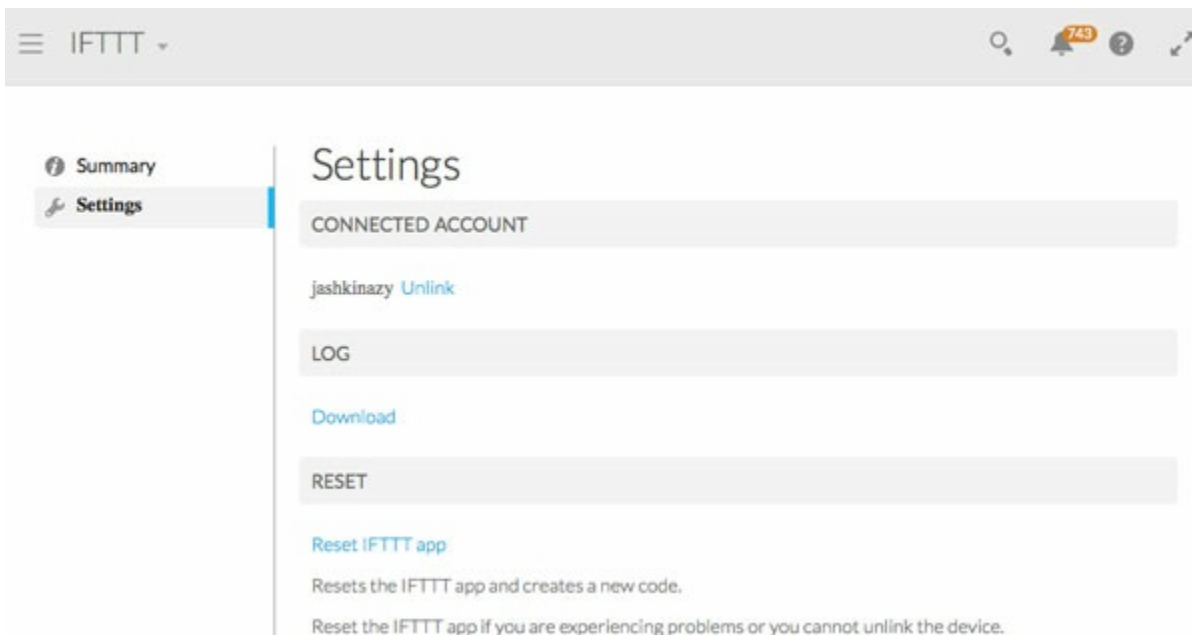 IFTTT
743
Summary
Settings
Settings
CONNECTED ACCOUNT
jashkinazy Unlink
LOG
Download
RESET
Reset IFTTT app
Resets the IFTTT app and creates a new code.
Reset the IFTTT app if you are experiencing problems or you cannot unlink the device.